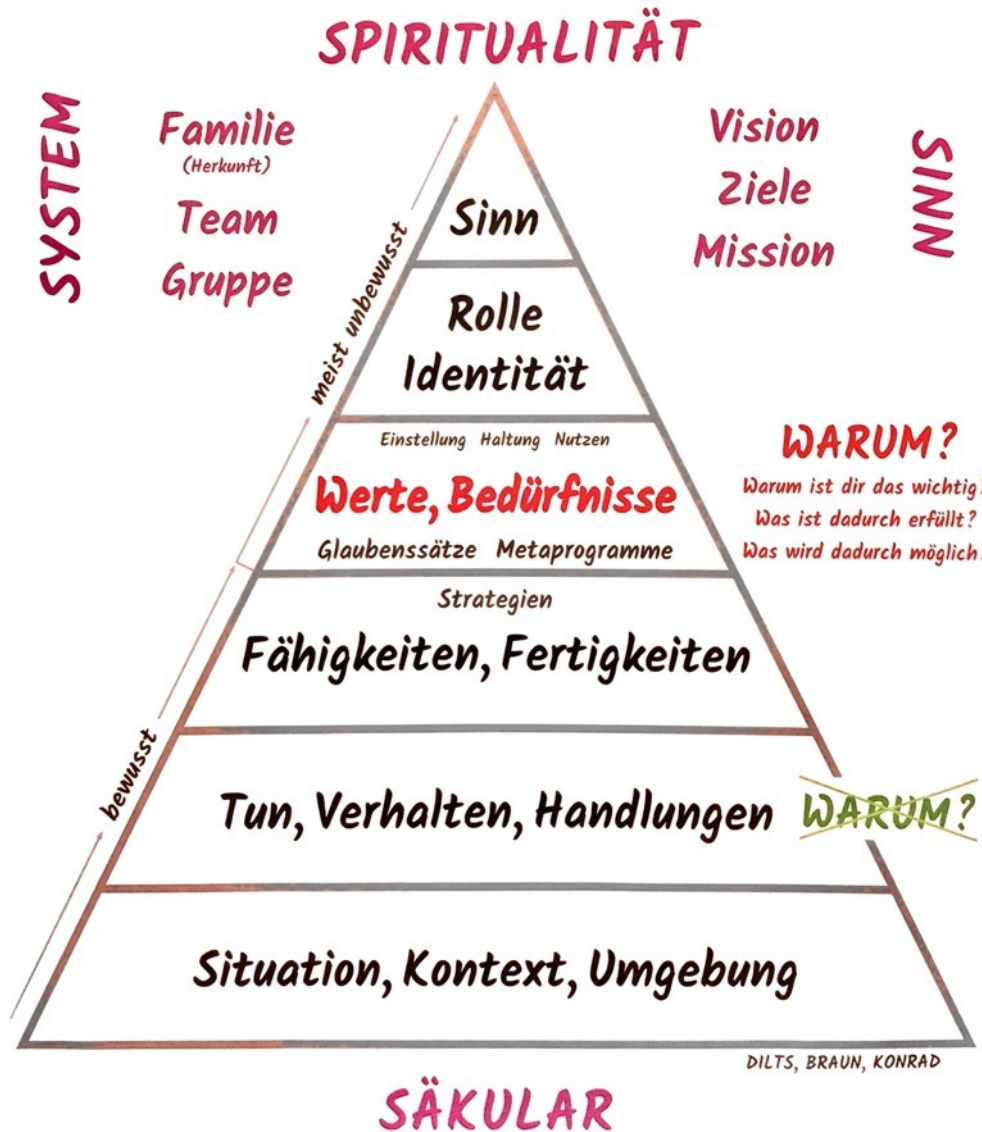 SPIRITUALITÄT
SYSTEM
Familie
(Herkunft)
Team
Gruppe
Vision
Ziele
Mission
SINN
Sinn
Rolle
Identität
meist unbewusst
Einstellung Haltung Nutzen
Werte, Bedürfnisse
Glaubenssätze Metaprogramme
WARUM?
Warum ist dir das wichtig?
Was ist dadurch erfüllt?
Was wird dadurch möglich?
Strategien
Fähigkeiten, Fertigkeiten
bewusst
Tun, Verhalten, Handlungen
WARUM?
Situation, Kontext, Umgebung
DILTS, BRAUN, KONRAD
SÄKULAR